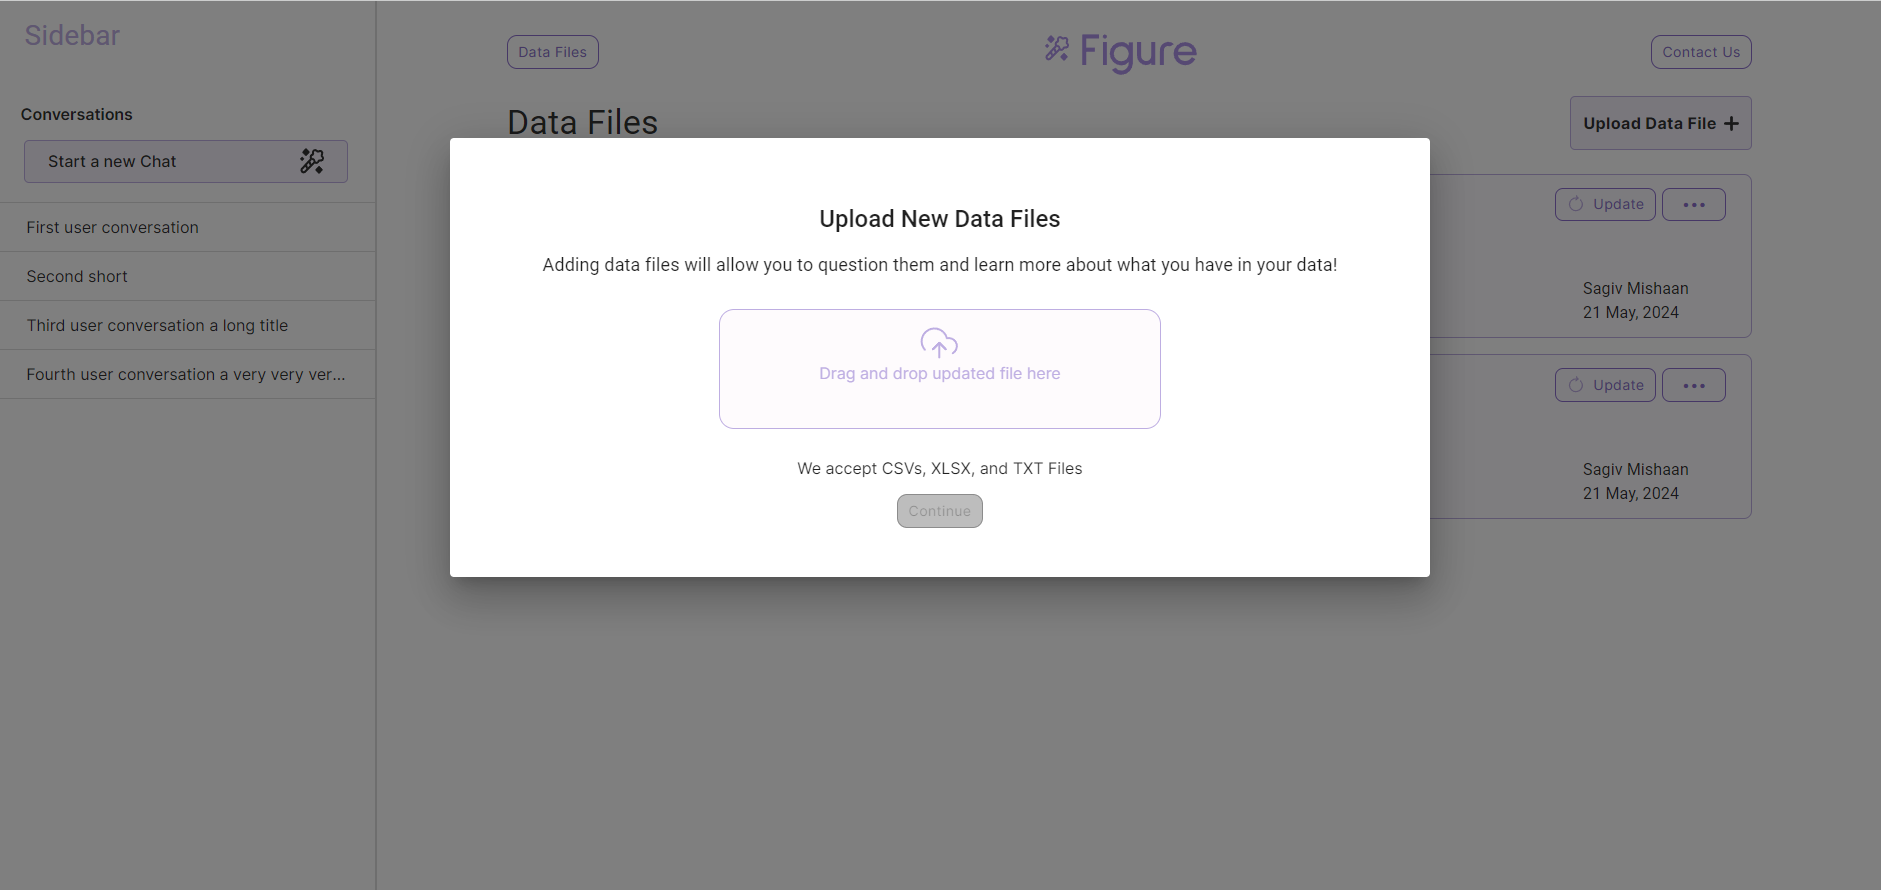 Sidebar
Conversations
Start a new Chat
First user conversation
Second short
Third user conversation a long title
Fourth user conversation a very very ver...
Data Files
Figure
Contact Us
Data Files
Upload Data File +
Update
Sagiv Mishaan
21 May, 2024
Update
Sagiv Mishaan
21 May, 2024
Upload New Data Files
Adding data files will allow you to question them and learn more about what you have in your data!
Drag and drop updated file here
We accept CSVs, XLSX, and TXT Files
Continue